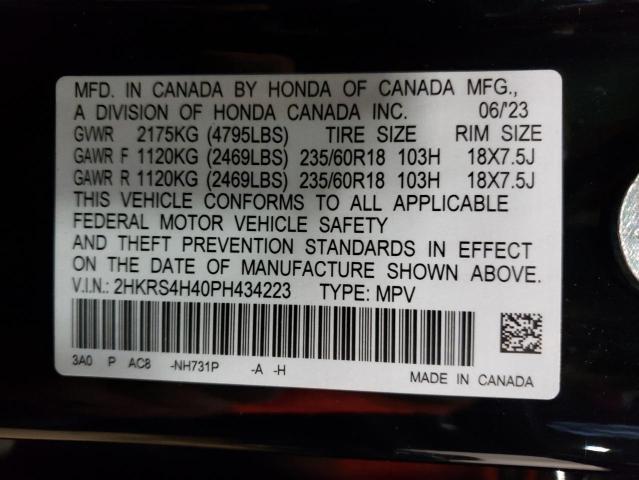 MFD. IN CANADA BY HONDA OF CANADA MFG.,
A DIVISION OF HONDA CANADA INC. 06/'23
GVWR 2175KG (4795LBS) TIRE SIZE RIM SIZE
GAWR F 1120KG (2469LBS) 235/60R18 103H 18X7.5J
GAWR R 1120KG (2469LBS) 235/60R18 103H 18X7.5J
THIS VEHICLE CONFORMS TO ALL APPLICABLE
FEDERAL MOTOR VEHICLE SAFETY
AND THEFT PREVENTION STANDARDS IN EFFECT
ON THE DATE OF MANUFACTURE SHOWN ABOVE.
V.I.N.: 2HKRS4H40PH434223 TYPE: MPV
3A0 P AC8 -NH731P -A -H
MADE IN CANADA